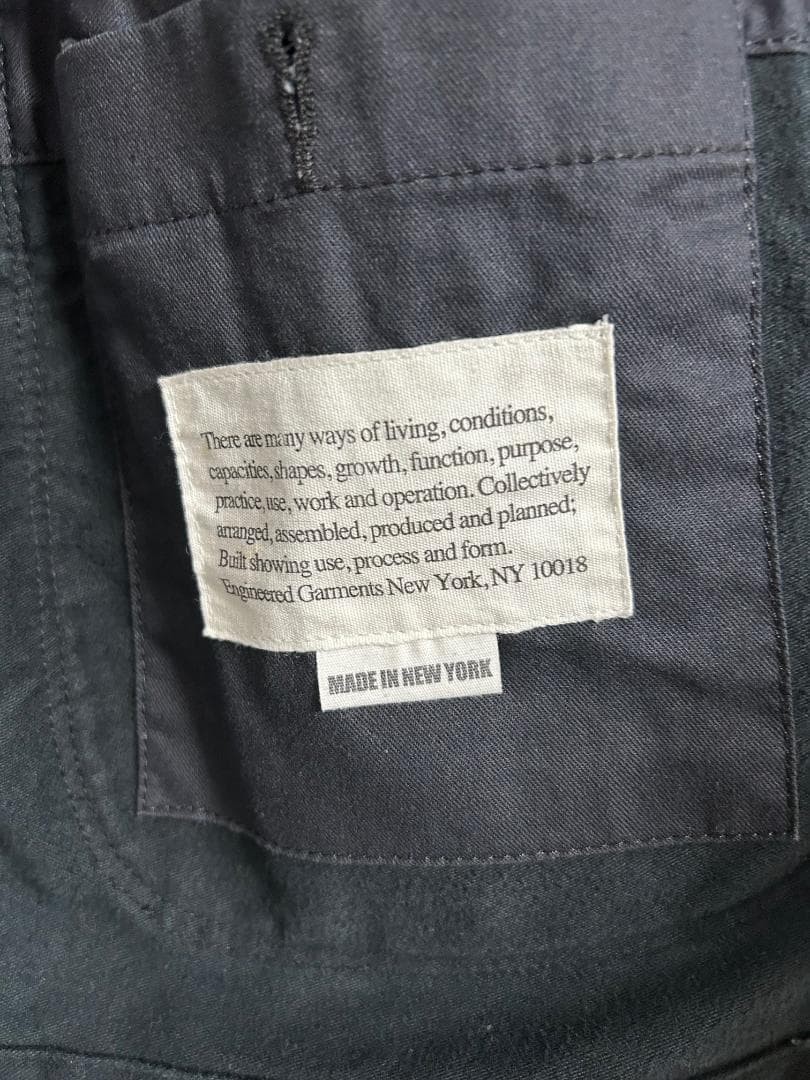 There are many ways of living, conditions,
capacities, shapes, growth, function, purpose,
practice, use, work and operation. Collectively
arranged, assembled, produced and planned;
Built showing use, process and form.
Engineered Garments New York, NY 10018
MADE IN NEW YORK